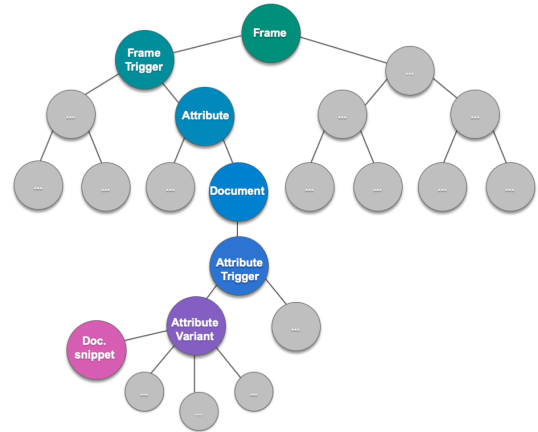 Frame
Frame
Trigger
...
...
Attribute
...
...
...
...
...
Document
...
...
...
...
Attribute
Trigger
Attribute
Variant
...
Doc.
snippet
...
...
...